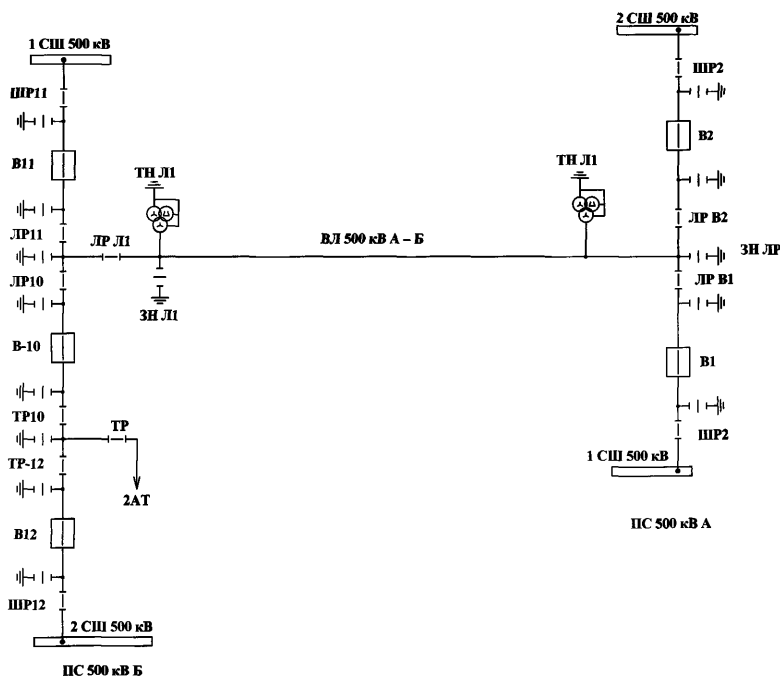 2 СШ 500 кВ
1 СШ 500 кВ
ШР2
ШР11
В2
В11
ТН Л1
ТН Л1
ЛР В2
ЛР11
ЛР Л1
ВЛ 500 кВ А – Б
ЗН ЛР
ЛР10
ЛР В1
ЗН Л1
В-10
В1
ТР10
ТР
ШР2
ТР-12
1 СШ 500 кВ
2АТ
В12
ПС 500 кВ А
ШР12
2 СШ 500 кВ
ПС 500 кВ Б